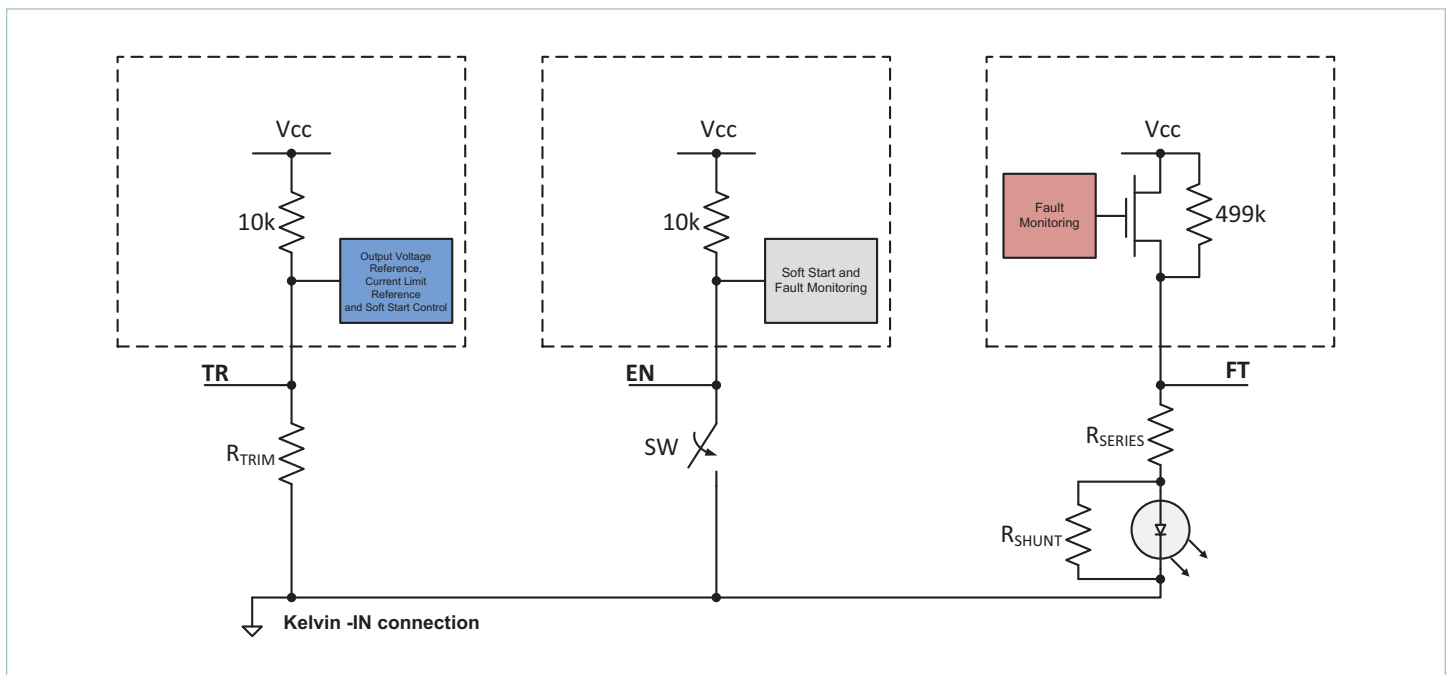 Vcc
10k
Output Voltage
Reference,
Current Limit
Reference
and Soft Start Control
TR
RTRIM
Vcc
10k
Soft Start and
Fault Monitoring
EN
SW
Vcc
Fault
Monitoring
499k
FT
RSERIES
RSHUNT
Kelvin -IN connection